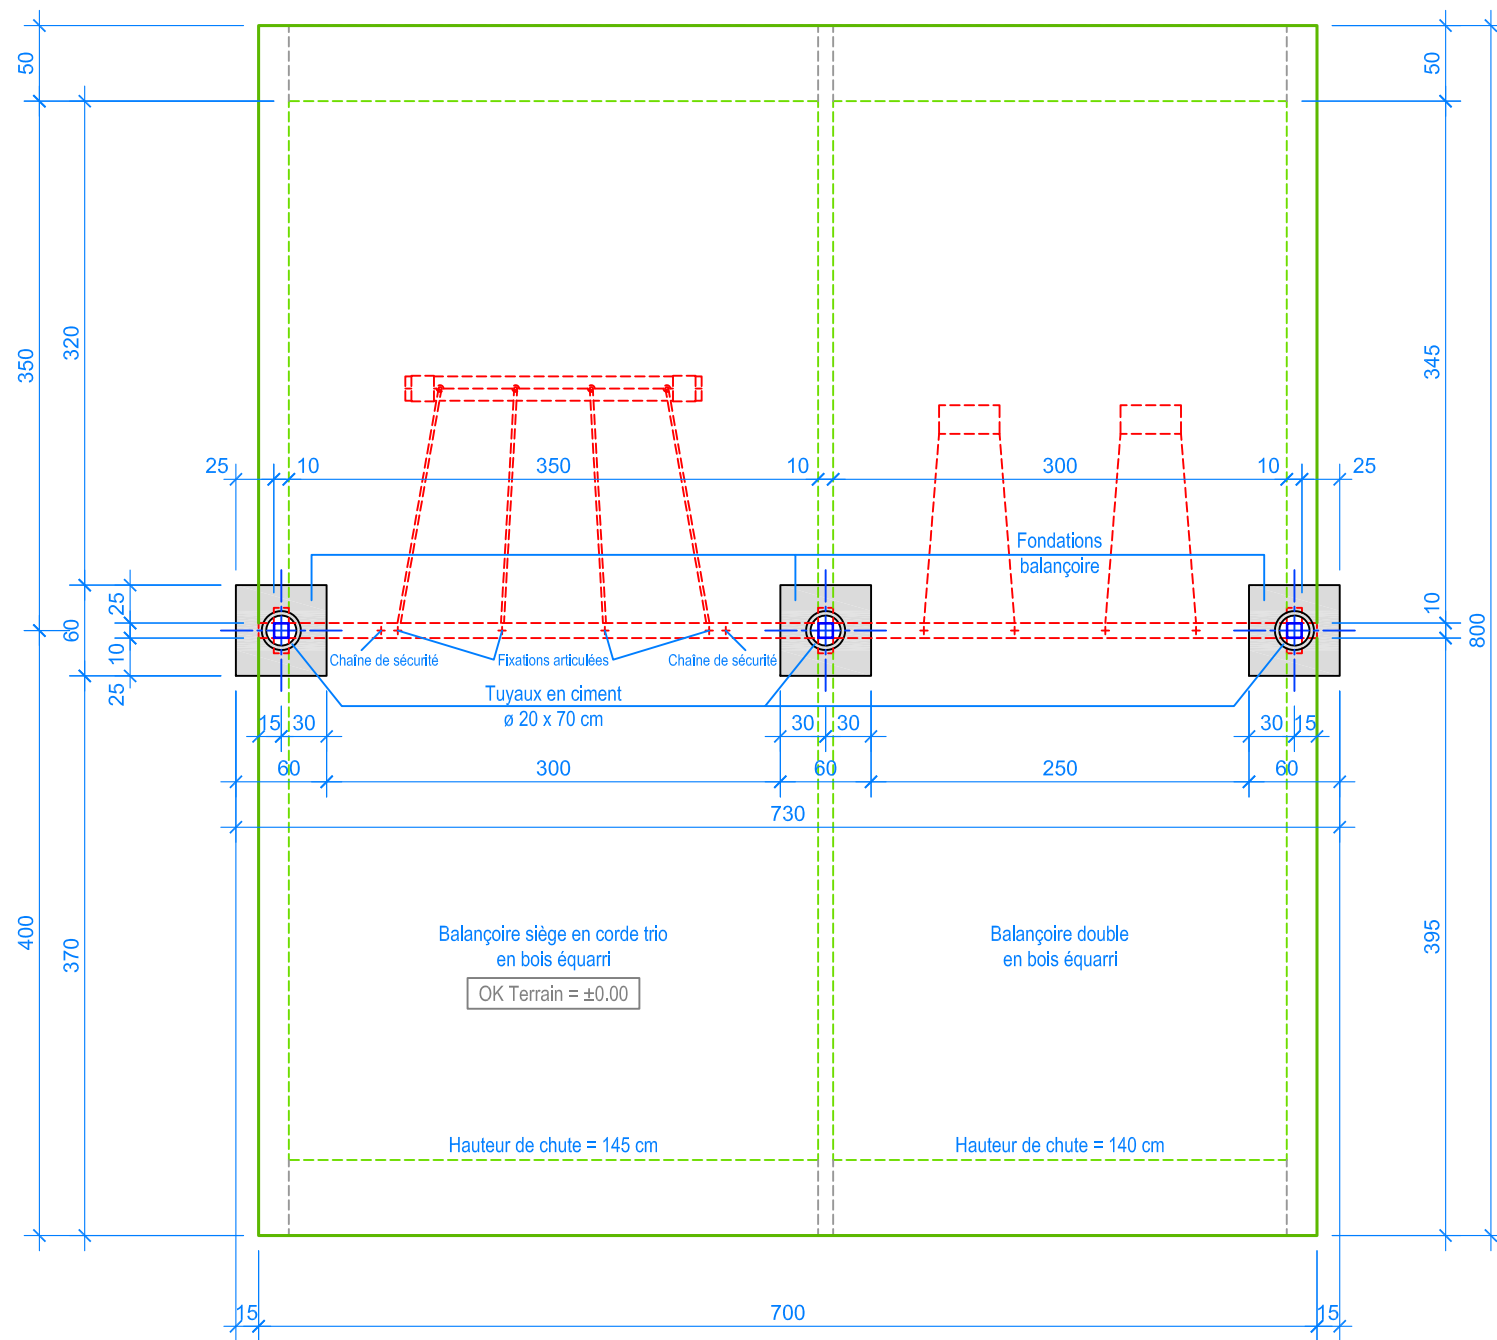 50
50
320
350
345
25
10
350
10
300
10
25
Fondations
balançoire
25
60
10
25
10
800
Chaîne de sécurité
Fixations articulées
Chaîne de sécurité
Tuyaux en ciment
ø 20 x 70 cm
15
30
30
30
30
15
60
300
60
250
60
730
400
370
395
Balançoire siège en corde trio
en bois équarri
OK Terrain = ±0.00
Balançoire double
en bois équarri
Hauteur de chute = 145 cm
Hauteur de chute = 140 cm
15
700
15